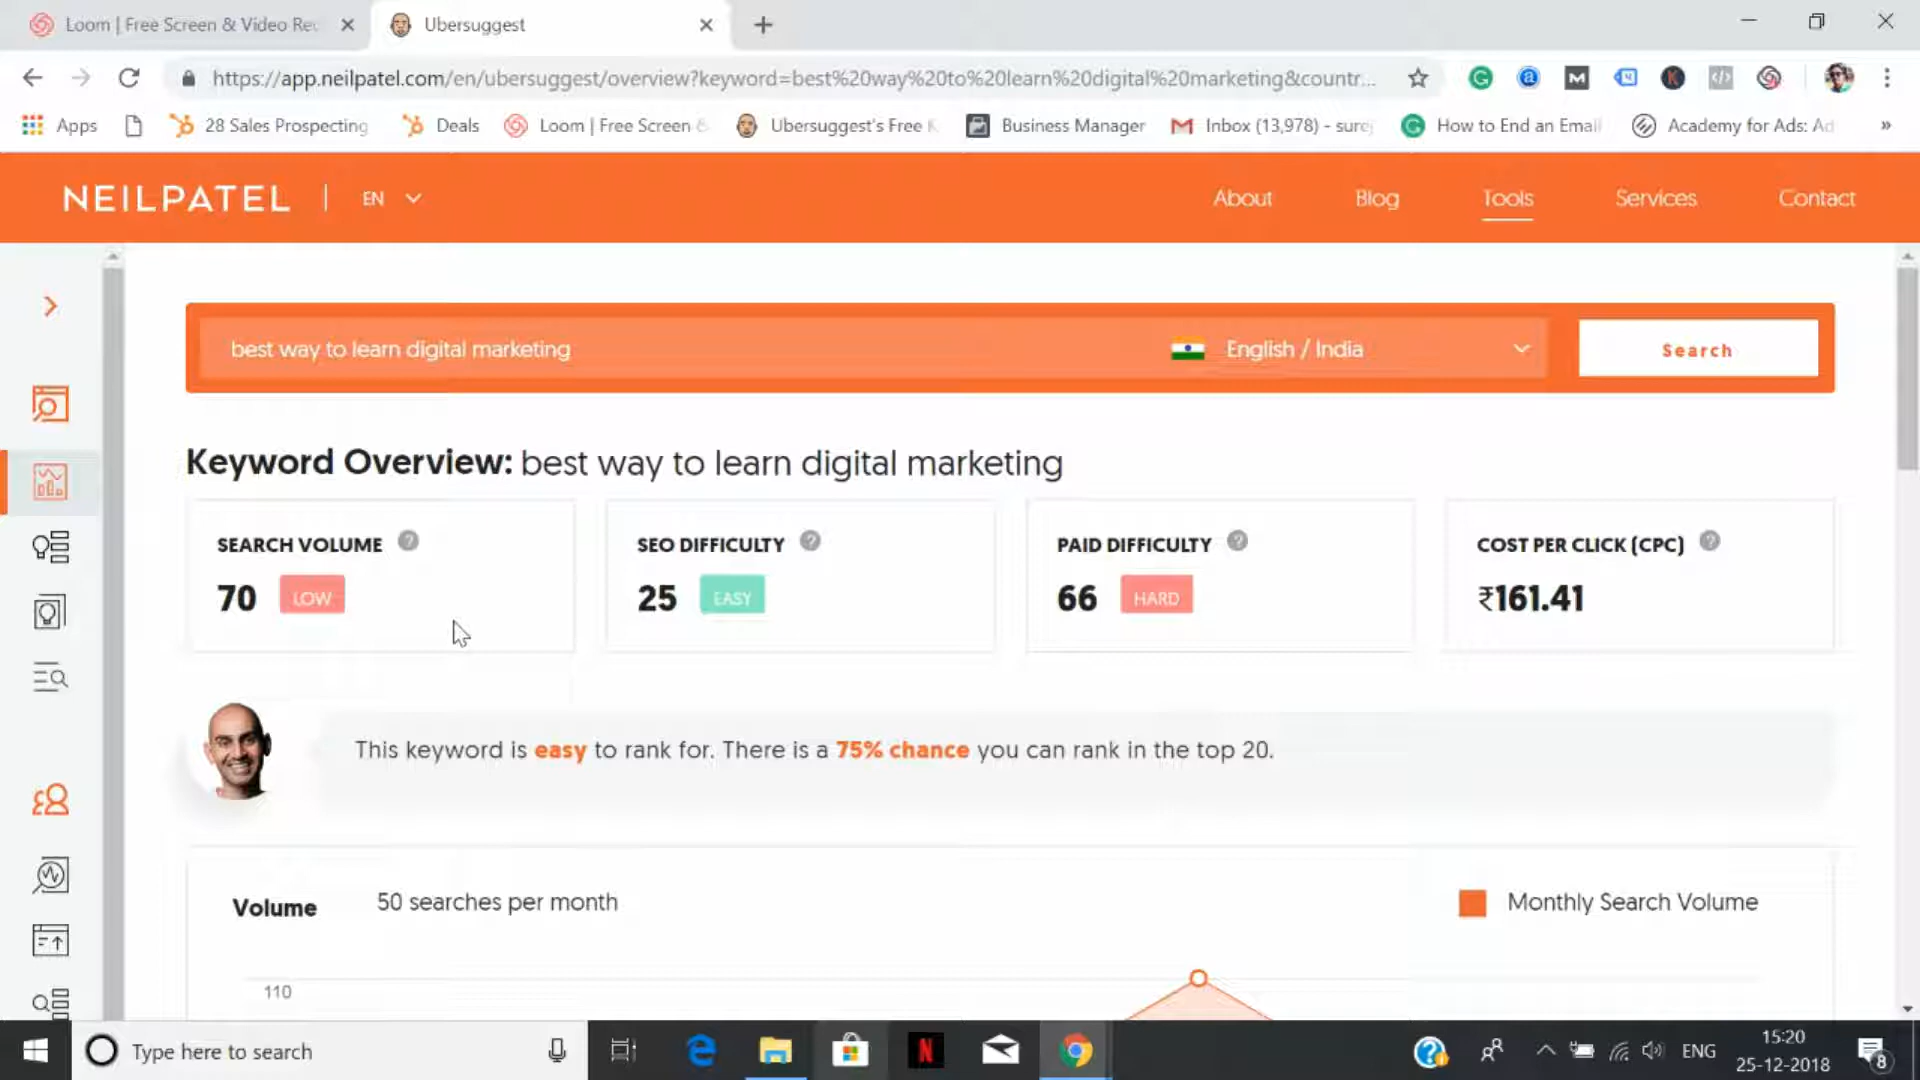 Loom | Free Screen & Video Rec
Ubersuggest
https://app.neilpatel.com/en/ubersuggest/overview?keyword=best%20way%20to%20learn%20digital%20marketing&countr...
Apps
28 Sales Prospecting
Deals
Loom | Free Screen &
Ubersuggest's Free K
Business Manager
Inbox (13,978) - sure
How to End an Email
Academy for Ads: Ad
»
NEILPATEL | EN
About
Blog
Tools
Services
Contact
best way to learn digital marketing
English / India
Search
Keyword Overview: best way to learn digital marketing
SEARCH VOLUME ?
70 LOW
SEO DIFFICULTY ?
25 EASY
PAID DIFFICULTY ?
66 HARD
COST PER CLICK (CPC) ?
₹161.41
This keyword is easy to rank for. There is a 75% chance you can rank in the top 20.
Volume
50 searches per month
Monthly Search Volume
110
Type here to search
ENG
15:20
25-12-2018
8